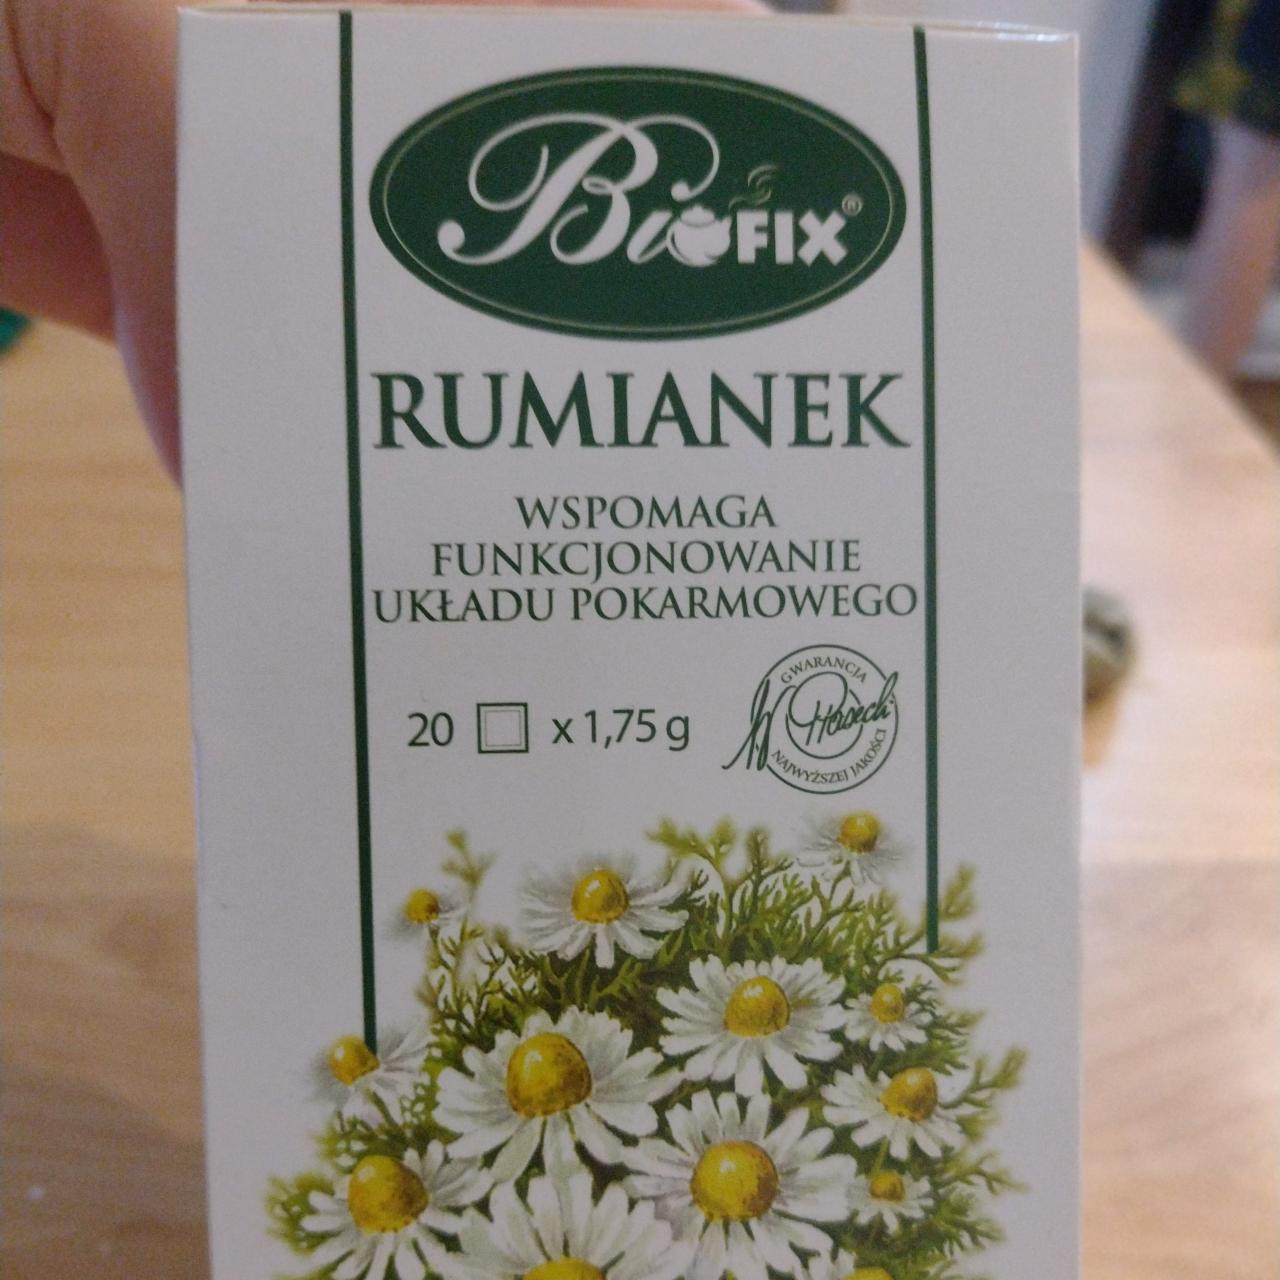 BioFIX®
RUMIANEK
WSPOMAGA
FUNKCJONOWANIE
UKŁADU POKARMOWEGO
20 x 1,75 g
GWARANCJA
NAJWYŻSZEJ JAKOŚCI